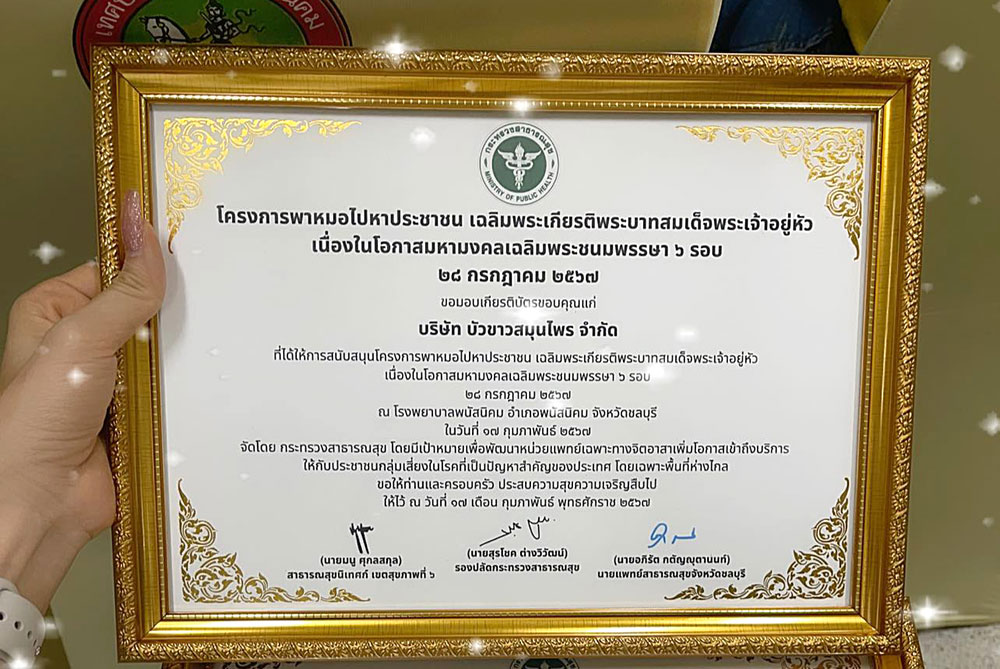 กระทรวงสาธารณสุข
MINISTRY OF PUBLIC HEALTH
โครงการพาหมอไปหาประชาชน เฉลิมพระเกียรติพระบาทสมเด็จพระเจ้าอยู่หัว
เนื่องในโอกาสมหามงคลเฉลิมพระชนมพรรษา ๖ รอบ
๒๘ กรกฎาคม ๒๕๖๗
ขอมอบเกียรติบัตรขอบคุณแก่
บริษัท บัวขาวสมุนไพร จำกัด
ที่ได้ให้การสนับสนุนโครงการพาหมอไปหาประชาชน เฉลิมพระเกียรติพระบาทสมเด็จพระเจ้าอยู่หัว
เนื่องในโอกาสมหามงคลเฉลิมพระชนมพรรษา ๖ รอบ
๒๘ กรกฎาคม ๒๕๖๗
ณ โรงพยาบาลพนัสนิคม อำเภอพนัสนิคม จังหวัดชลบุรี
ในวันที่ ๑๗ กุมภาพันธ์ ๒๕๖๗
จัดโดย กระทรวงสาธารณสุข โดยมีเป้าหมายเพื่อพัฒนาหน่วยแพทย์เฉพาะทางจิตอาสาเพิ่มโอกาสเข้าถึงบริการ
ให้กับประชาชนกลุ่มเสี่ยงในโรคที่เป็นปัญหาสำคัญของประเทศ โดยเฉพาะพื้นที่ห่างไกล
ขอให้ท่านและครอบครัว ประสบความสุขความเจริญสืบไป
ให้ไว้ ณ วันที่ ๑๗ เดือน กุมภาพันธ์ พุทธศักราช ๒๕๖๗
(นายมนู ศุกลสกุล)
สาธารณสุขนิเทศก์ เขตสุขภาพที่ ๖
(นายสุรโชค ต่างวิวัฒน์)
รองปลัดกระทรวงสาธารณสุข
(นายอภิรัต กตัญญุตานนท์)
นายแพทย์สาธารณสุขจังหวัดชลบุรี